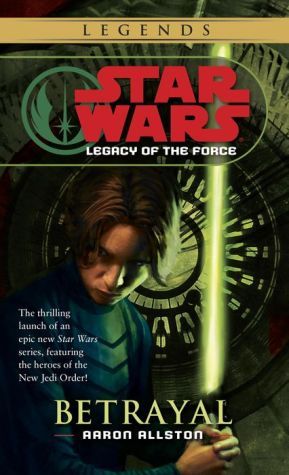 LEGENDS
STAR
WARS
LEGACY OF THE FORCE
The thrilling
launch of an
epic new Star Wars
series, featuring
the heroes of the
New Jedi Order!
BETRAYAL
AARON ALLSTON